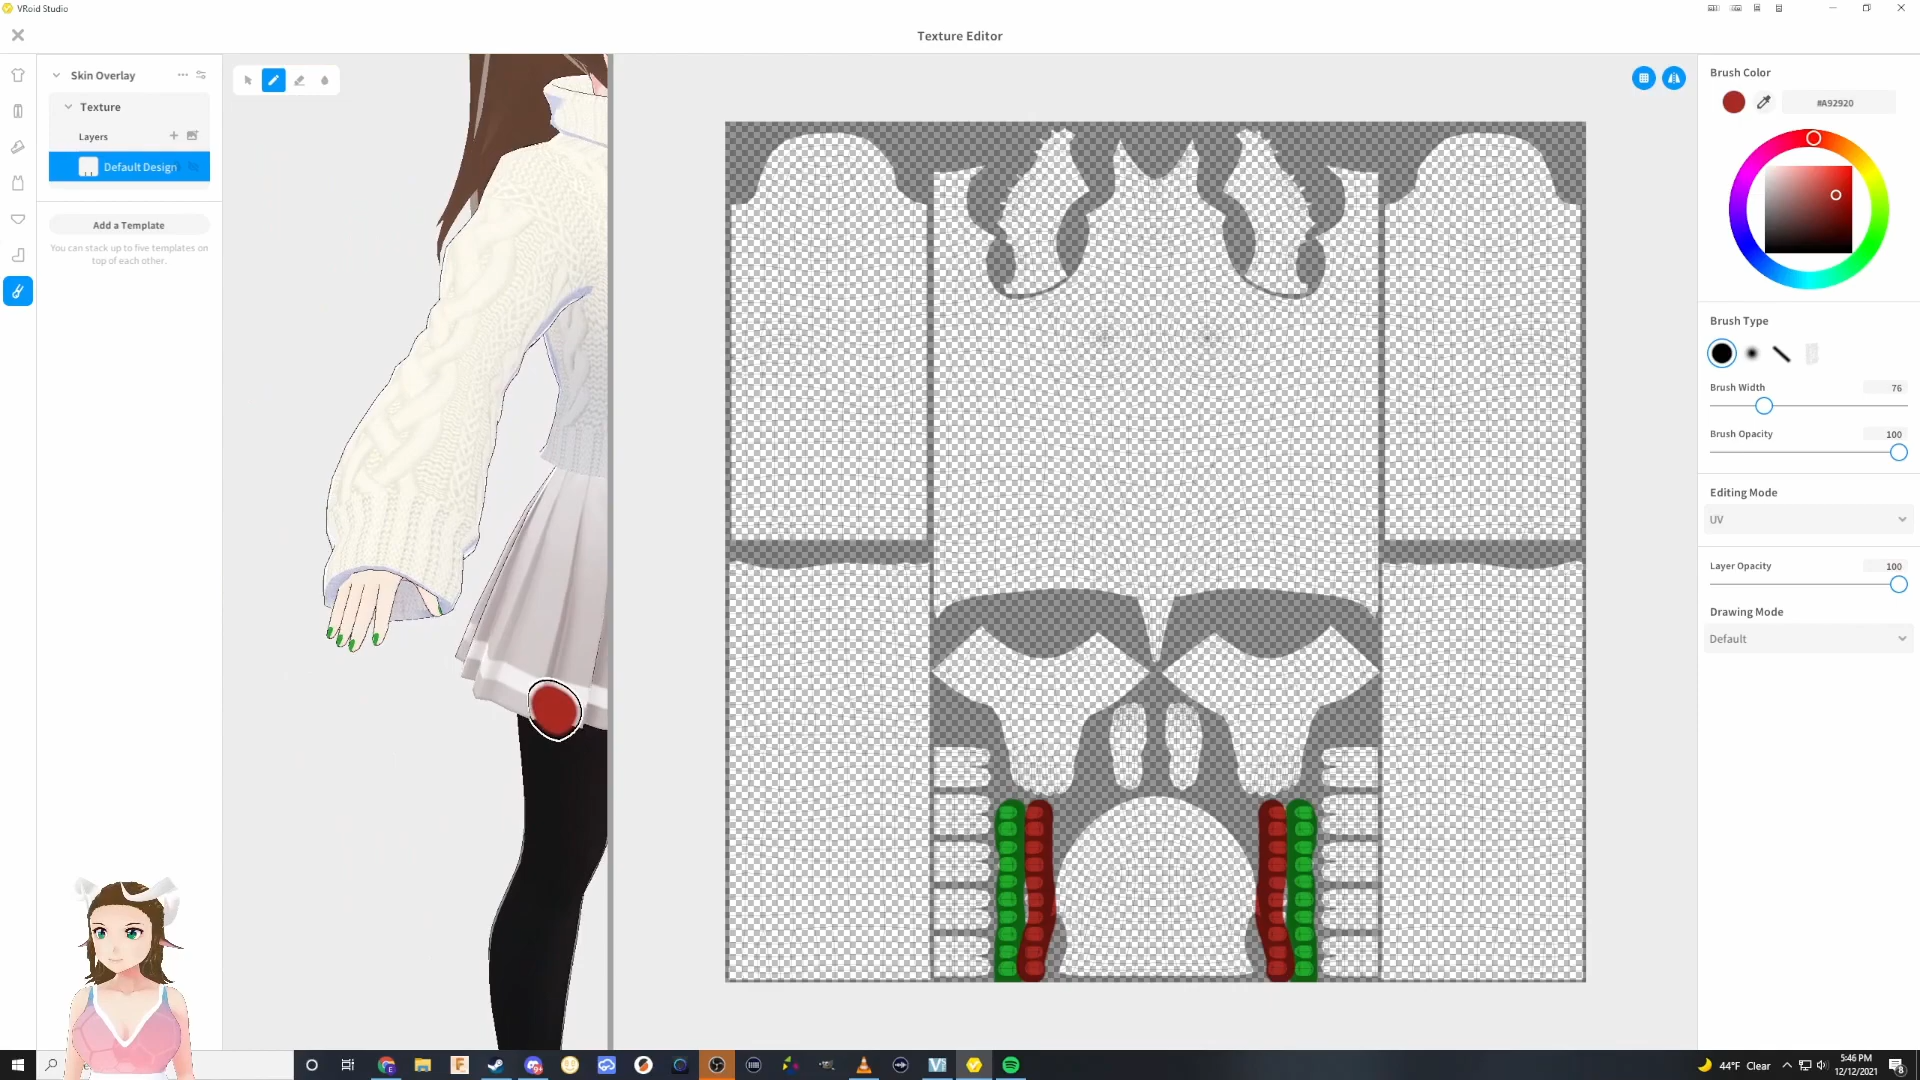 VRoid Studio
Texture Editor
Skin Overlay
Texture
Layers
Default Design
Add a Template
You can stack up to five templates on
top of each other.
Brush Color
#A92920
Brush Type
Brush Width
76
Brush Opacity
100
Editing Mode
UV
Layer Opacity
100
Drawing Mode
Default
44°F Clear
5:46 PM
12/12/2021